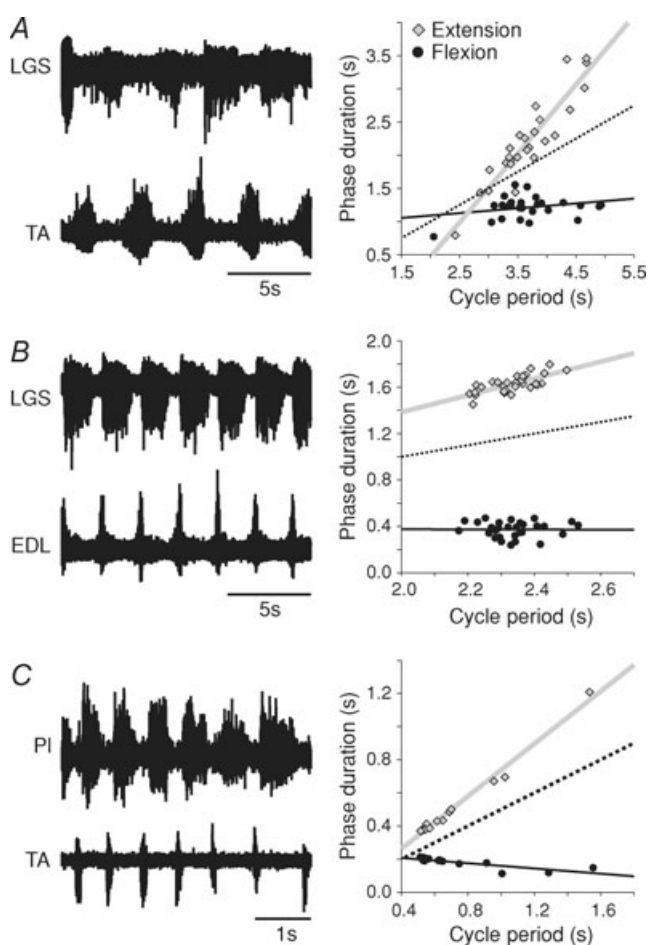 A
LGS
TA
5s
Extension
Flexion
Phase duration (s)
3.5
2.5
1.5
0.5
1.5 2.5 3.5 4.5 5.5
Cycle period (s)
B
LGS
EDL
5s
Phase duration (s)
2.0
1.6
1.2
0.8
0.4
0.0
2.0 2.2 2.4 2.6
Cycle period (s)
C
Pl
TA
1s
Phase duration (s)
1.2
0.8
0.4
0.0
0.4 0.8 1.2 1.6
Cycle period (s)